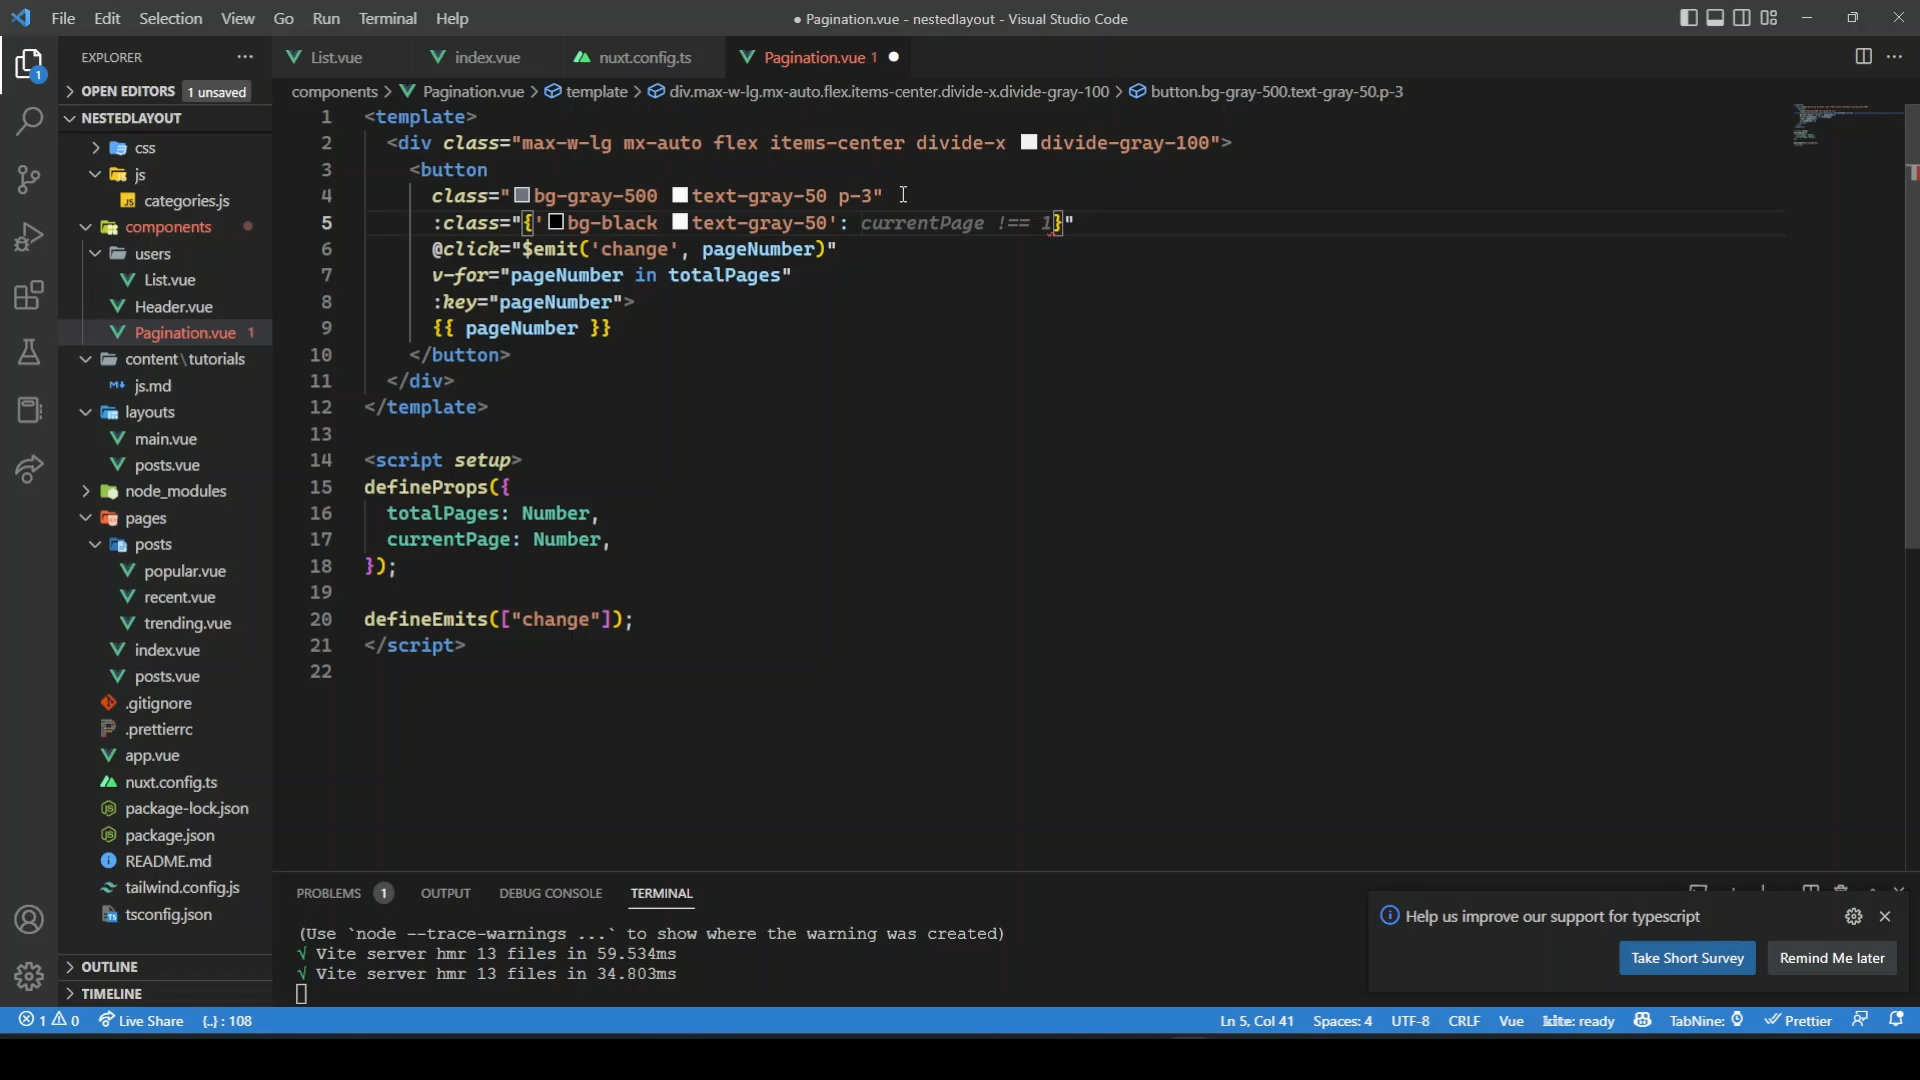 File Edit Selection View Go Run Terminal Help
● Pagination.vue - nestedlayout - Visual Studio Code
EXPLORER
List.vue
index.vue
nuxt.config.ts
Pagination.vue 1
OPEN EDITORS 1 unsaved
NESTEDLAYOUT
css
js
categories.js
components
users
List.vue
Header.vue
Pagination.vue 1
content\tutorials
js.md
layouts
main.vue
posts.vue
node_modules
pages
posts
popular.vue
recent.vue
trending.vue
index.vue
posts.vue
.gitignore
.prettierrc
app.vue
nuxt.config.ts
package-lock.json
package.json
README.md
tailwind.config.js
tsconfig.json
OUTLINE
TIMELINE
components > Pagination.vue > template > div.max-w-lg.mx-auto.flex.items-center.divide-x.divide-gray-100 > button.bg-gray-500.text-gray-50.p-3
1 <template>
2 <div class="max-w-lg mx-auto flex items-center divide-x divide-gray-100">
3 <button
4 class="bg-gray-500 text-gray-50 p-3"
5 :class="{'bg-black text-gray-50': currentPage !== 1}"
6 @click="$emit('change', pageNumber)"
7 v-for="pageNumber in totalPages"
8 :key="pageNumber">
9 {{ pageNumber }}
10 </button>
11 </div>
12 </template>
13
14 <script setup>
15 defineProps({
16 totalPages: Number,
17 currentPage: Number,
18 });
19
20 defineEmits(["change"]);
21 </script>
22
PROBLEMS 1 OUTPUT DEBUG CONSOLE TERMINAL
(Use `node --trace-warnings ...` to show where the warning was created)
√ Vite server hmr 13 files in 59.534ms
√ Vite server hmr 13 files in 34.803ms
Help us improve our support for typescript
Take Short Survey
Remind Me later
1 0 Live Share {..} : 108
Ln 5, Col 41 Spaces: 4 UTF-8 CRLF Vue kite: ready TabNine: Prettier